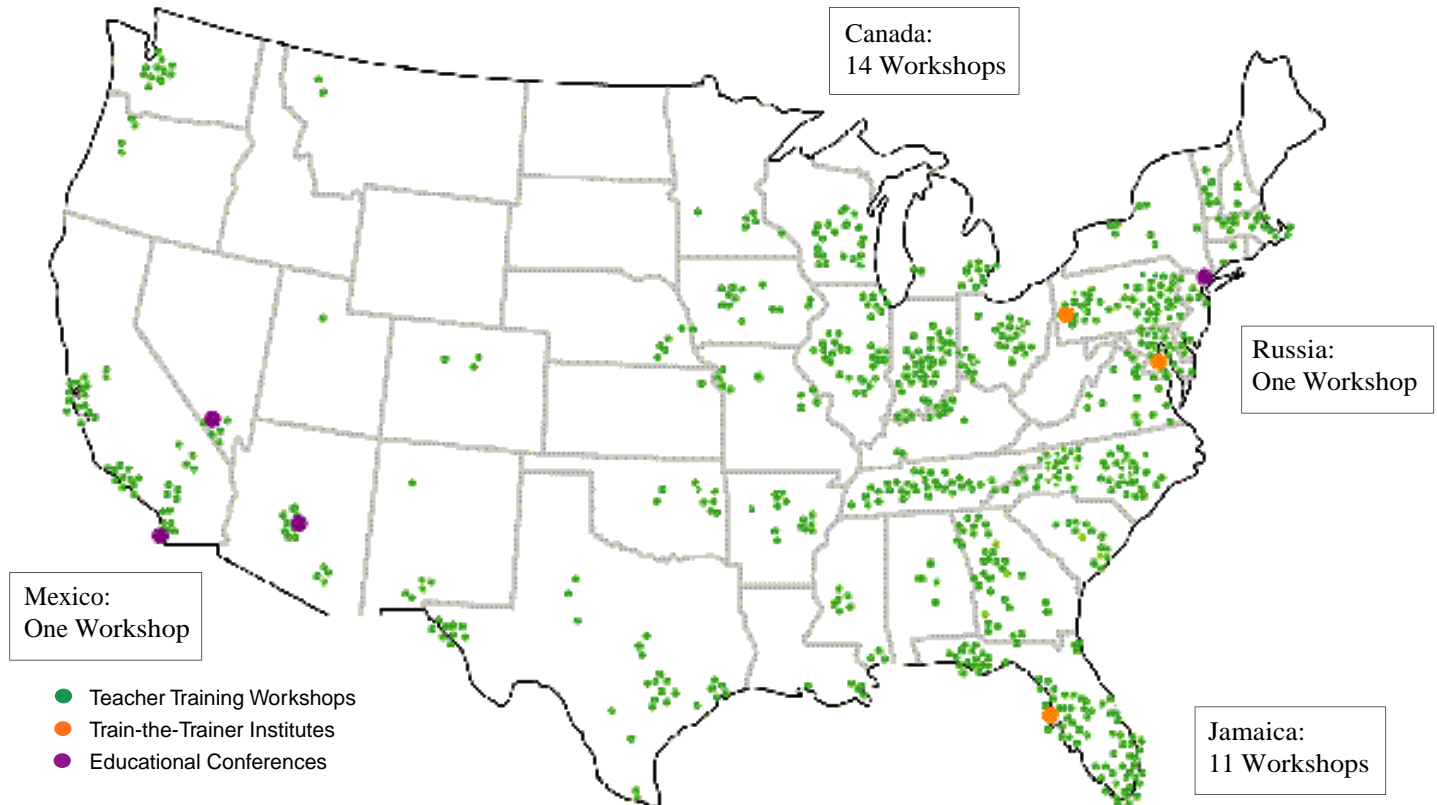 Canada:
14 Workshops
Russia:
One Workshop
Mexico:
One Workshop
Teacher Training Workshops
Train-the-Trainer Institutes
Educational Conferences
Jamaica:
11 Workshops